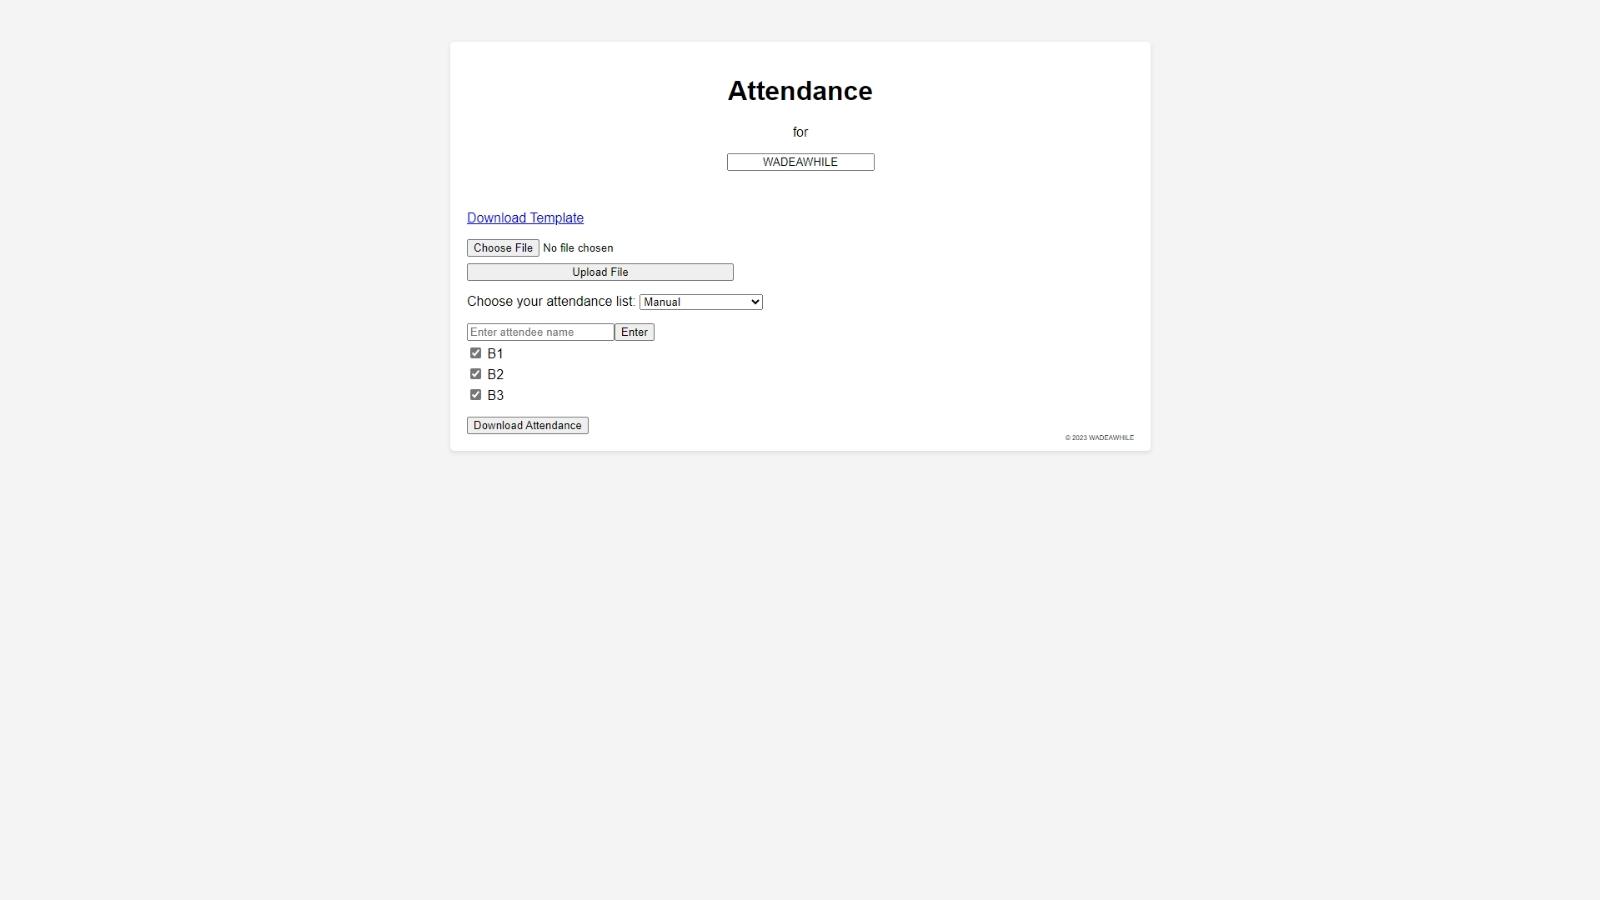 Attendance
for
WADEAWHILE
Download Template
Choose File No file chosen
Upload File
Choose your attendance list: Manual
Enter attendee name Enter
B1
B2
B3
Download Attendance
© 2023 WADEAWHILE